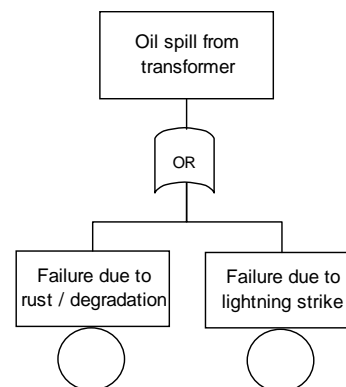 Oil spill from
transformer
OR
Failure due to
rust / degradation
Failure due to
lightning strike